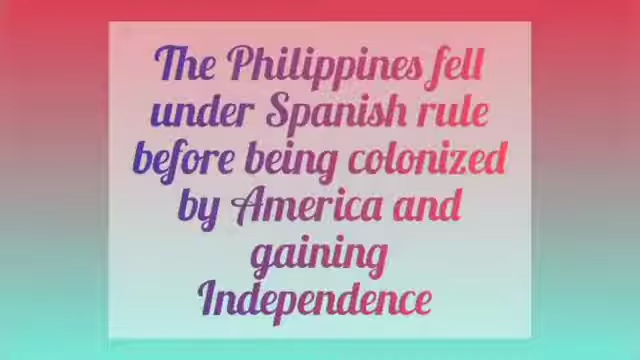 The Philippines fell
under Spanish rule
before being colonized
by America and
gaining
Independence